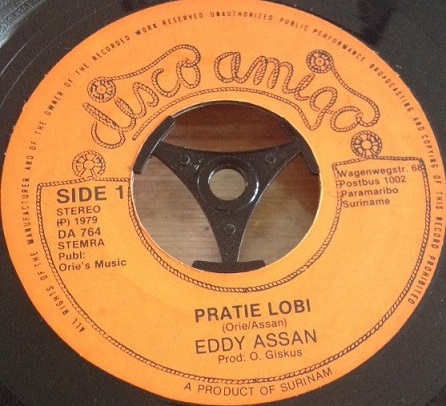 ALL RIGHTS OF THE MANUFACTURER AND OF THE OWNER OF THE RECORDED WORK RESERVED UNAUTHORIZED PUBLIC PERFORMANCE BROADCASTING AND COPYING OF THIS RECORD PROHIBITED
disco amigo
SIDE 1
STEREO
(P) 1979
DA 764
STEMRA
Publ:
Orie's Music
Wagenwegstr. 66
Postbus 1002
Paramaribo
Suriname
PRATIE LOBI
(Orie/Assan)
EDDY ASSAN
Prod: O. Giskus
A PRODUCT OF SURINAM